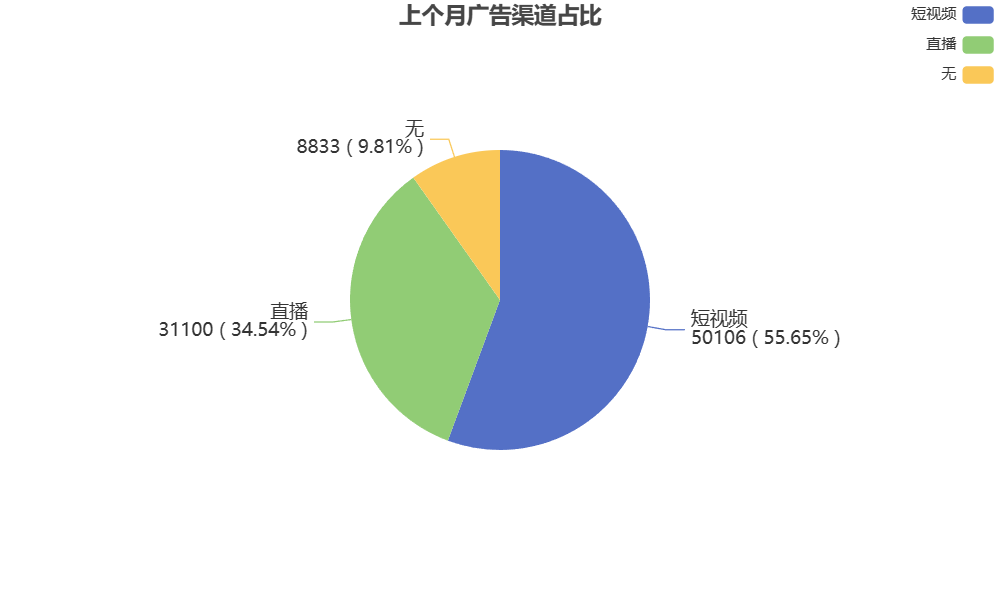 上个月广告渠道占比
短视频
直播
无
无
8833 ( 9.81% )
直播
31100 ( 34.54% )
短视频
50106 ( 55.65% )